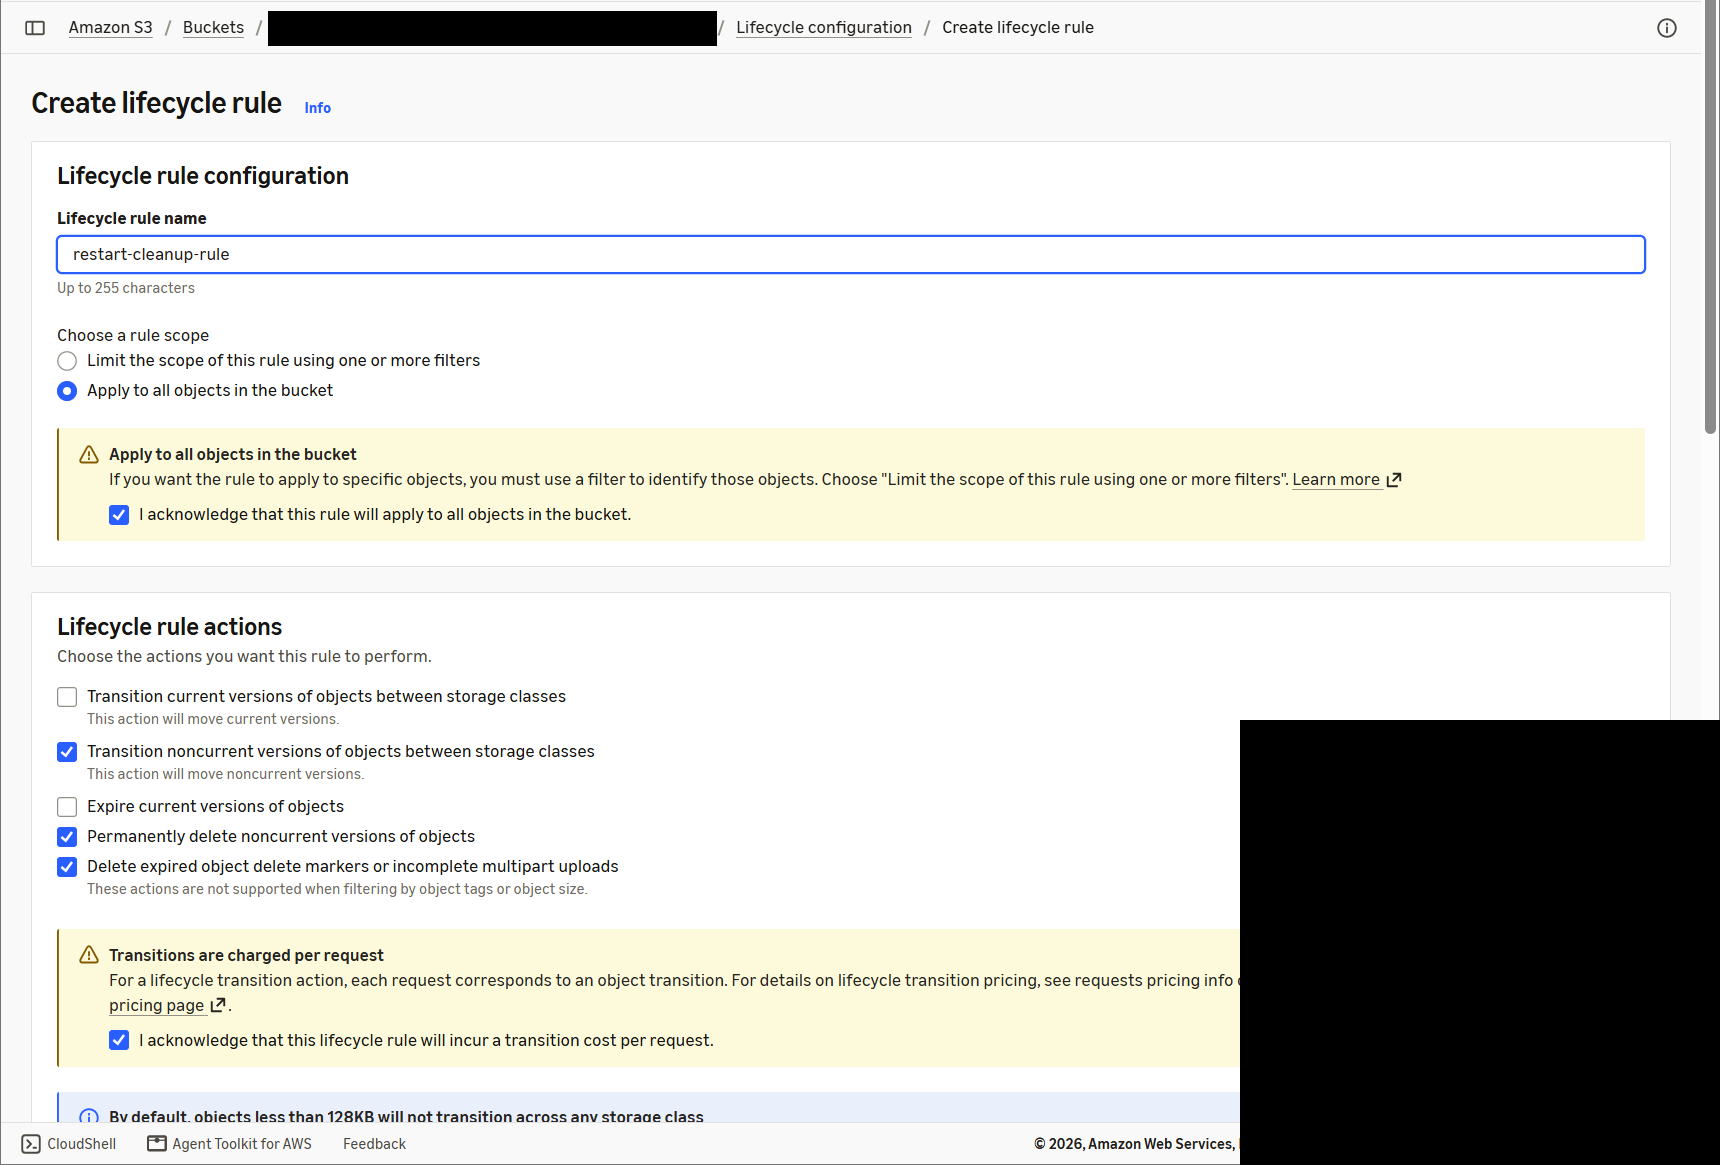 Amazon S3 / Buckets / / Lifecycle configuration / Create lifecycle rule
Create lifecycle rule Info
Lifecycle rule configuration
Lifecycle rule name
restart-cleanup-rule
Up to 255 characters
Choose a rule scope
Limit the scope of this rule using one or more filters
Apply to all objects in the bucket
Apply to all objects in the bucket
If you want the rule to apply to specific objects, you must use a filter to identify those objects. Choose "Limit the scope of this rule using one or more filters". Learn more
I acknowledge that this rule will apply to all objects in the bucket.
Lifecycle rule actions
Choose the actions you want this rule to perform.
Transition current versions of objects between storage classes
This action will move current versions.
Transition noncurrent versions of objects between storage classes
This action will move noncurrent versions.
Expire current versions of objects
Permanently delete noncurrent versions of objects
Delete expired object delete markers or incomplete multipart uploads
These actions are not supported when filtering by object tags or object size.
Transitions are charged per request
For a lifecycle transition action, each request corresponds to an object transition. For details on lifecycle transition pricing, see requests pricing info
pricing page .
I acknowledge that this lifecycle rule will incur a transition cost per request.
By default, objects less than 128KB will not transition across any storage class
CloudShell Agent Toolkit for AWS Feedback © 2026, Amazon Web Services,